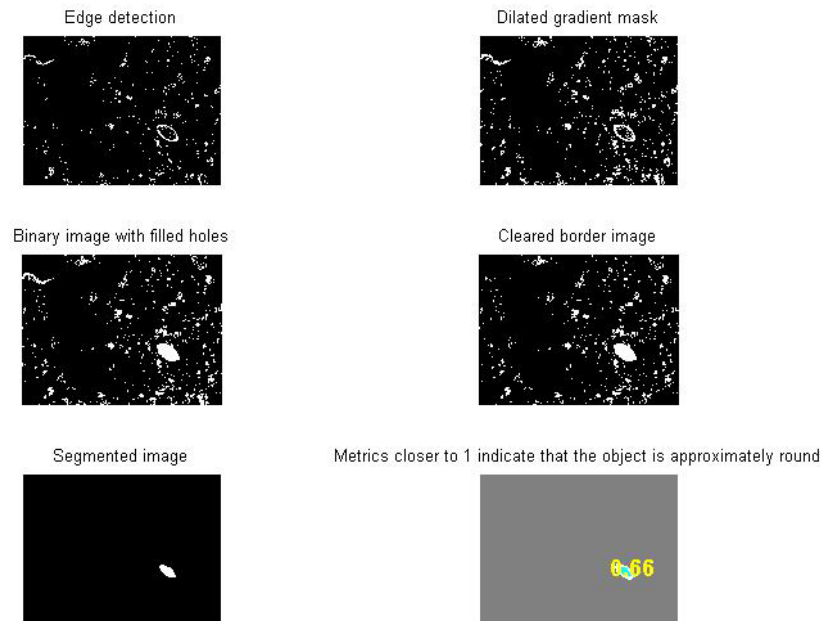 Edge detection
Dilated gradient mask
Binary image with filled holes
Cleared border image
Segmented image
Metrics closer to 1 indicate that the object is approximately round
0.66